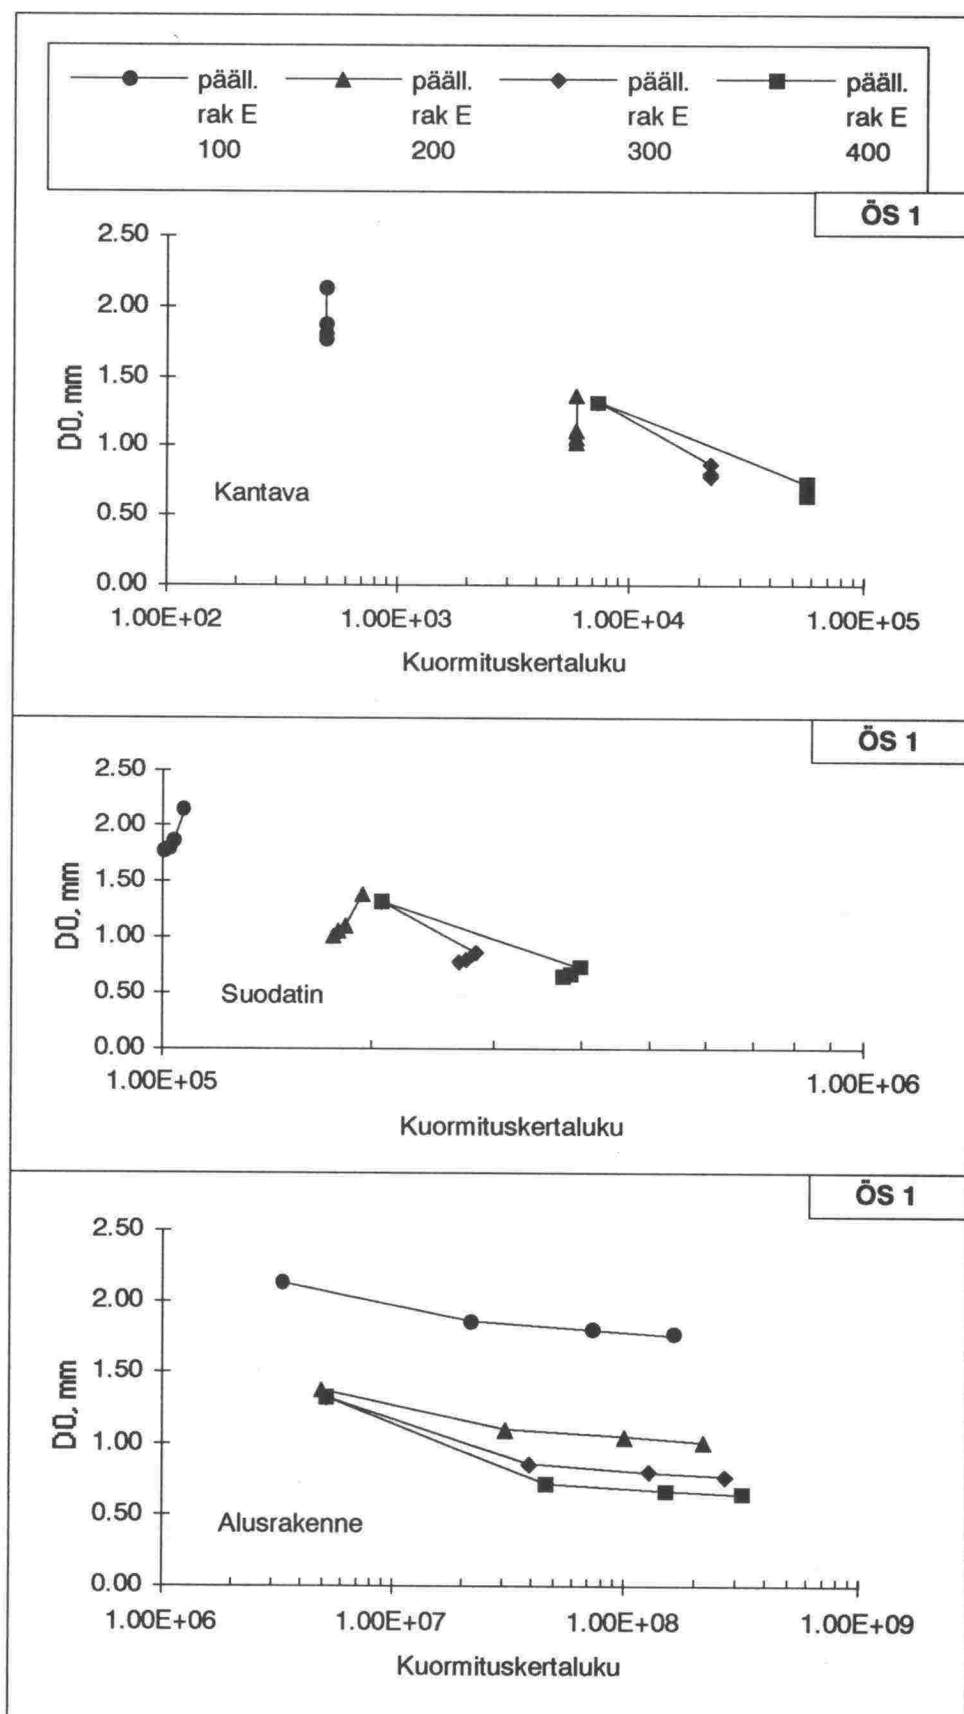 pääll. pääll. pääll. pääll.
rak E rak E rak E rak E
100 200 300 400
ÖS 1
2.50
2.00
1.50
1.00
0.50
0.00
D0, mm
Kantava
1.00E+02 1.00E+03 1.00E+04 1.00E+05
Kuormituskertaluku
ÖS 1
2.50
2.00
1.50
1.00
0.50
0.00
D0, mm
Suodatin
1.00E+05 1.00E+06
Kuormituskertaluku
ÖS 1
2.50
2.00
1.50
1.00
0.50
0.00
D0, mm
Alusrakenne
1.00E+06 1.00E+07 1.00E+08 1.00E+09
Kuormituskertaluku